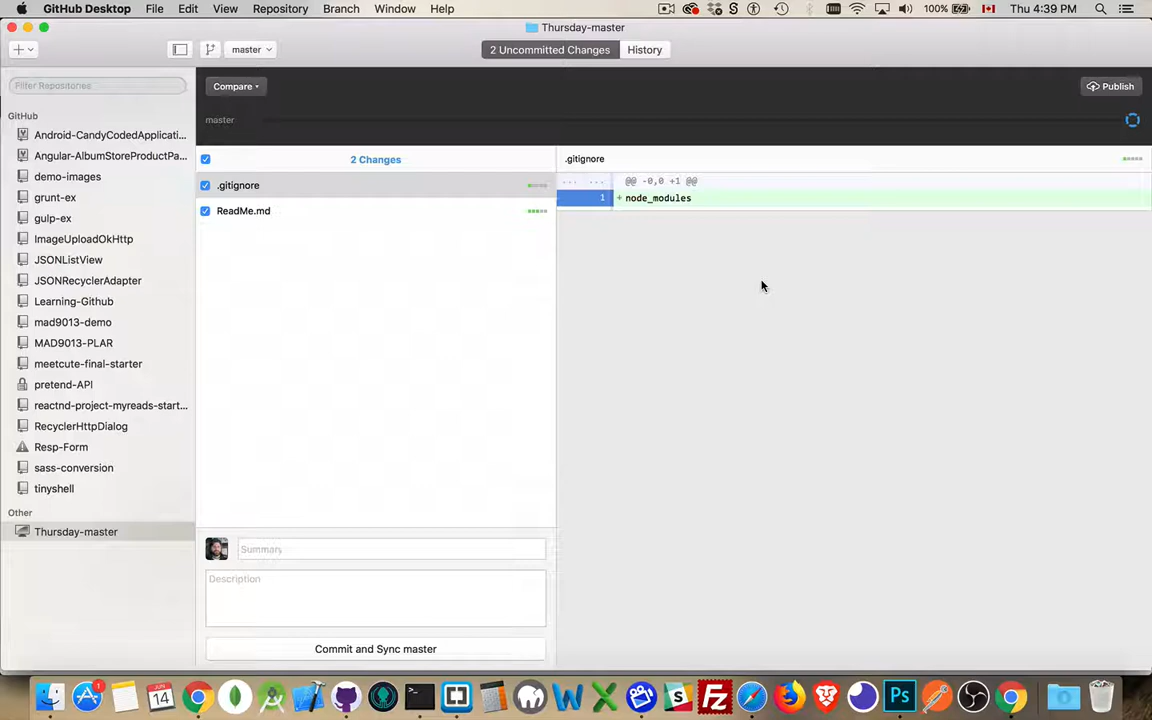 GitHub Desktop File Edit View Repository Branch Window Help 100% Thu 4:39 PM
Thursday-master
master 2 Uncommitted Changes History
Filter Repositories
Compare
Publish
master
GitHub
Android-CandyCodedApplicati...
Angular-AlbumStoreProductPa...
demo-images
grunt-ex
gulp-ex
ImageUploadOkHttp
JSONListView
JSONRecyclerAdapter
Learning-Github
mad9013-demo
MAD9013-PLAR
meetcute-final-starter
pretend-API
reactnd-project-myreads-start...
RecyclerHttpDialog
Resp-Form
sass-conversion
tinyshell
Other
Thursday-master
2 Changes
.gitignore
ReadMe.md
Summary
Description
Commit and Sync master
.gitignore
... ... @@ -0,0 +1 @@
1 + node_modules
JUN
14
Ps